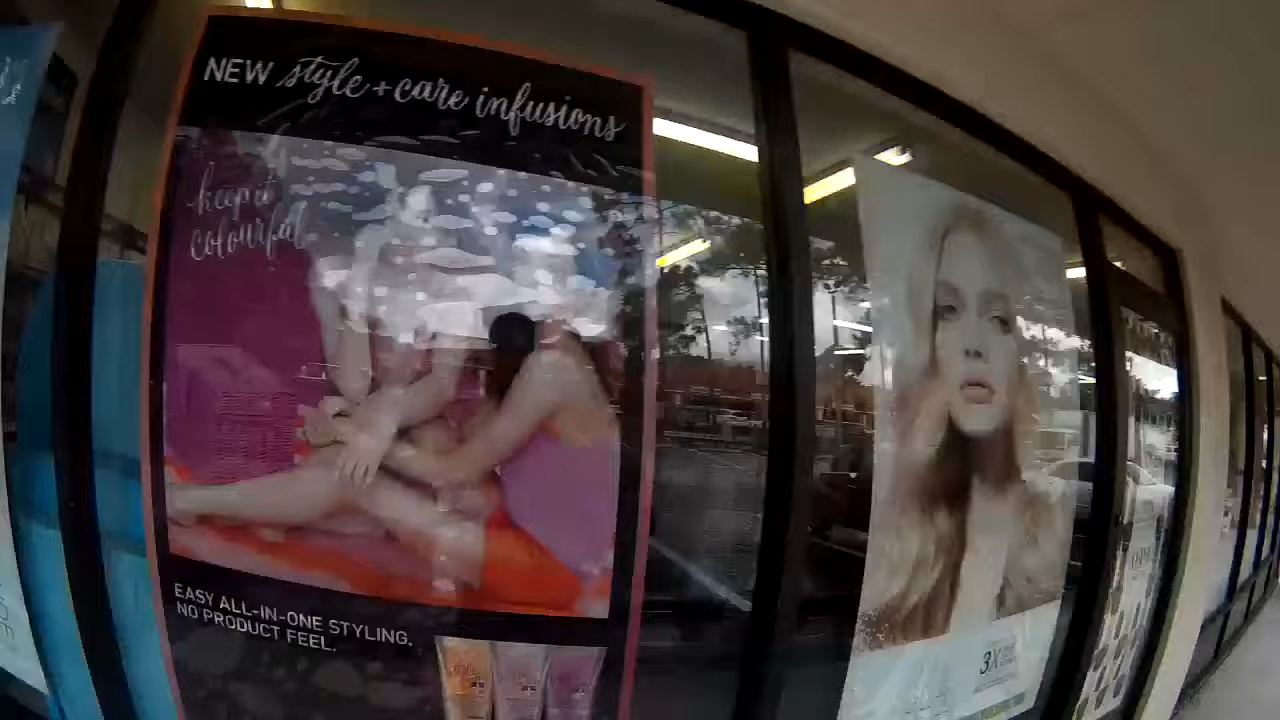 NEW style + care infusions
keep it
colourful
EASY ALL-IN-ONE STYLING.
NO PRODUCT FEEL.
3X